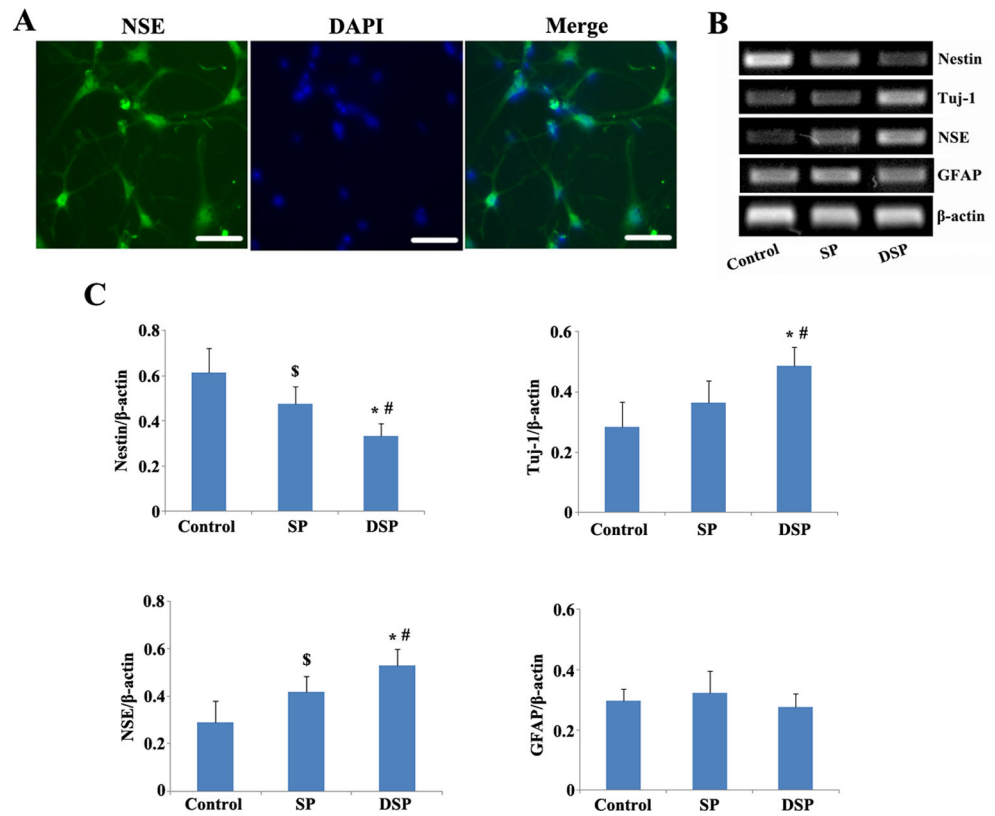 A
NSE
DAPI
Merge
B
Nestin
Tuj-1
NSE
GFAP
β-actin
Control
SP
DSP
C
Nestin/β-actin
0.8
0.6
0.4
0.2
0
$
* #
Control
SP
DSP
Tuj-1/β-actin
0.6
0.4
0.2
0
* #
Control
SP
DSP
NSE/β-actin
0.8
0.6
0.4
0.2
0
$
* #
Control
SP
DSP
GFAP/β-actin
0.6
0.4
0.2
0
Control
SP
DSP